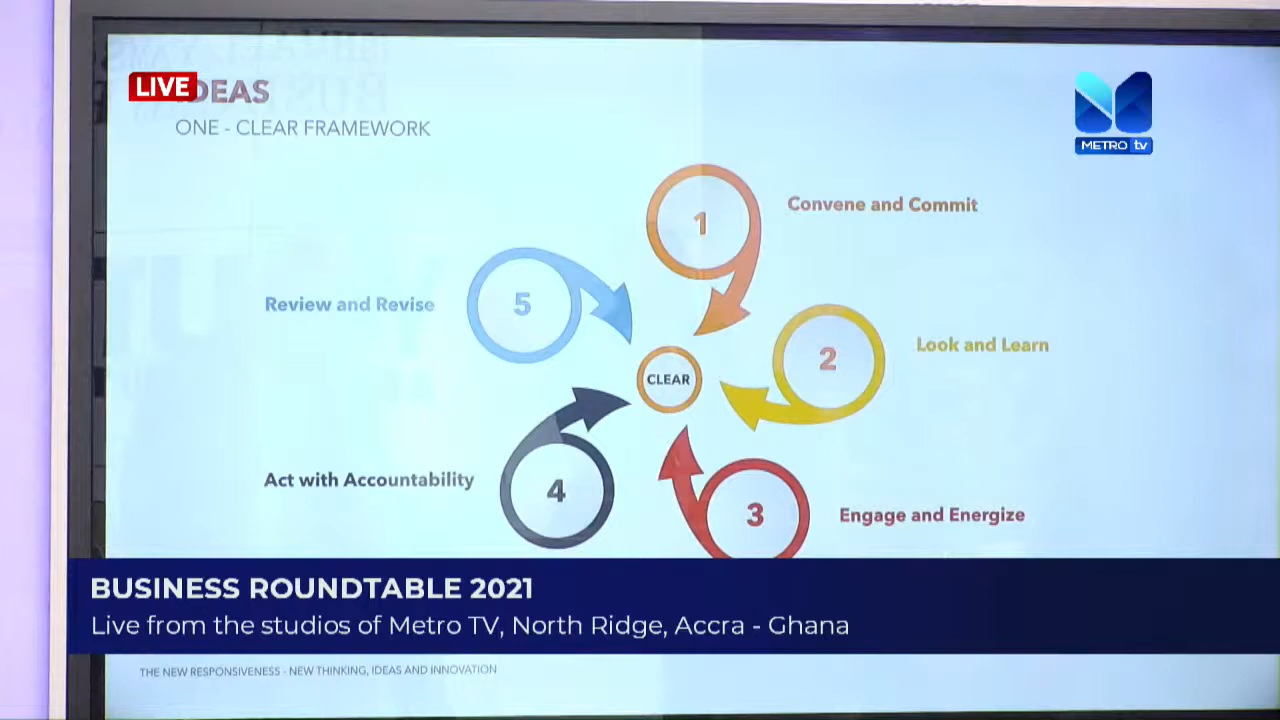 LIVE
IDEAS
ONE - CLEAR FRAMEWORK
METRO tv
1
Convene and Commit
5
Review and Revise
2
Look and Learn
CLEAR
4
Act with Accountability
3
Engage and Energize
BUSINESS ROUNDTABLE 2021
Live from the studios of Metro TV, North Ridge, Accra - Ghana
THE NEW RESPONSIVENESS - NEW THINKING, IDEAS AND INNOVATION